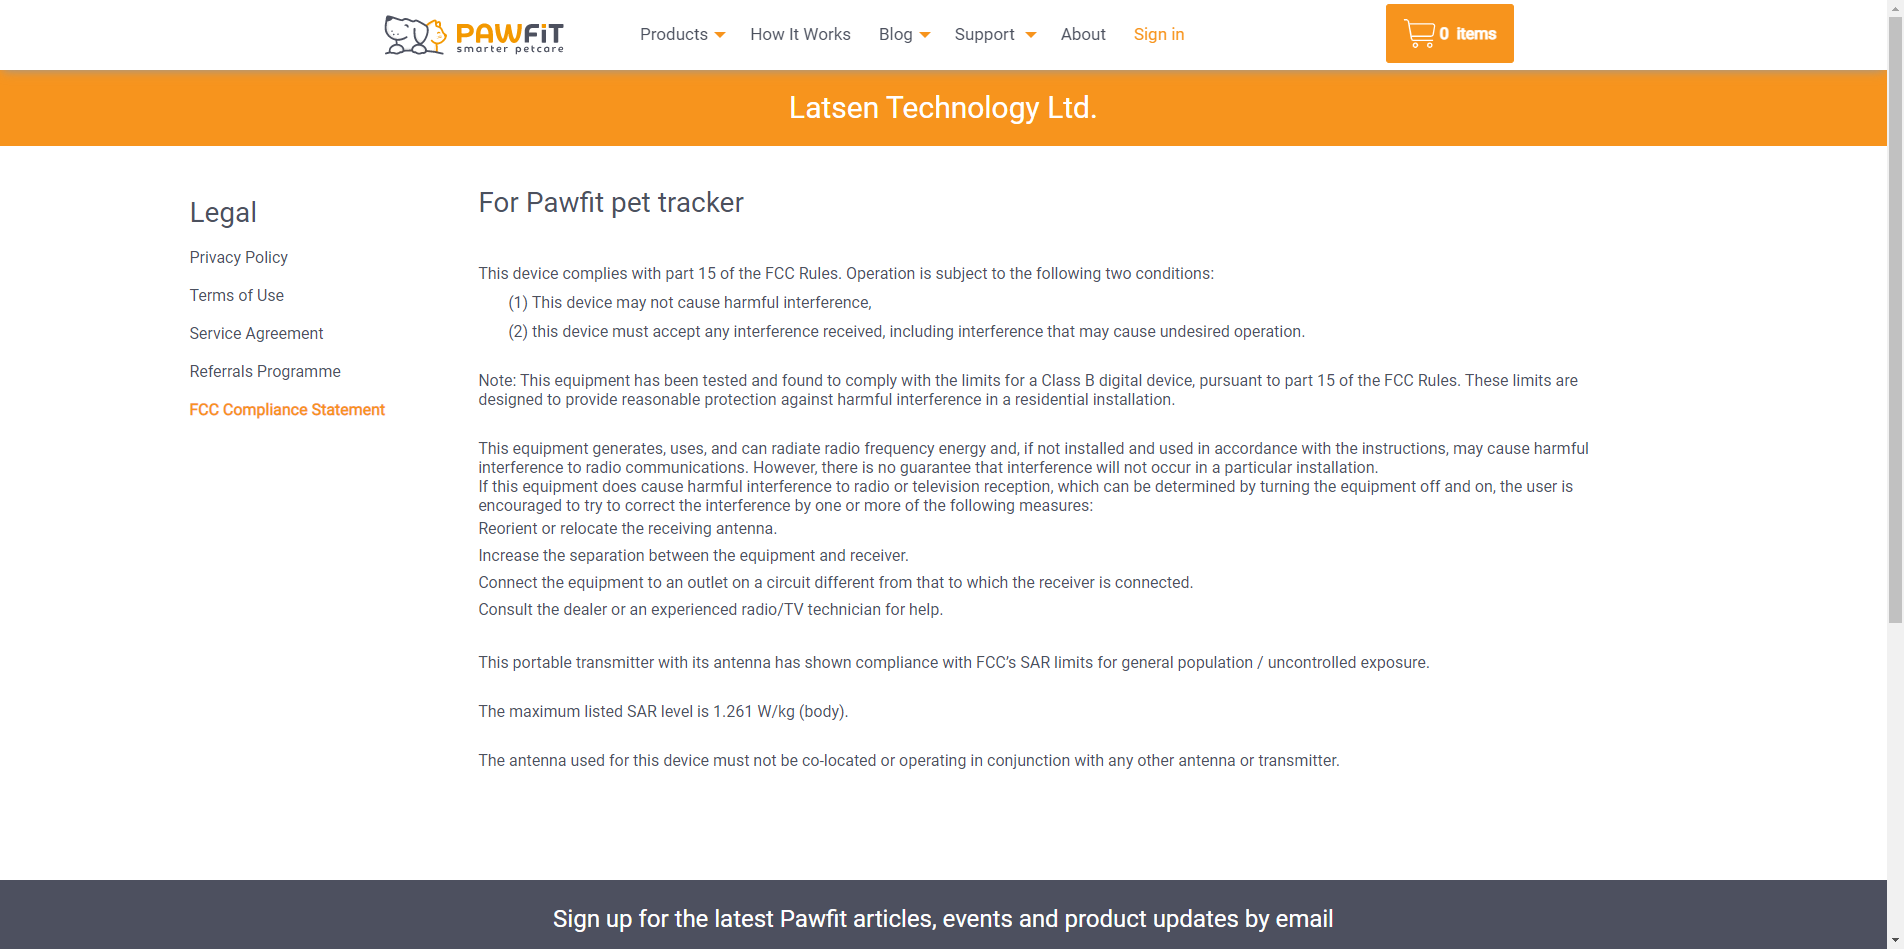 PAWFiT
smarter petcare
Products
How It Works
Blog
Support
About
Sign in
0 items
Latsen Technology Ltd.
Legal
Privacy Policy
Terms of Use
Service Agreement
Referrals Programme
FCC Compliance Statement
For Pawfit pet tracker
This device complies with part 15 of the FCC Rules. Operation is subject to the following two conditions:
(1) This device may not cause harmful interference,
(2) this device must accept any interference received, including interference that may cause undesired operation.
Note: This equipment has been tested and found to comply with the limits for a Class B digital device, pursuant to part 15 of the FCC Rules. These limits are
designed to provide reasonable protection against harmful interference in a residential installation.
This equipment generates, uses, and can radiate radio frequency energy and, if not installed and used in accordance with the instructions, may cause harmful
interference to radio communications. However, there is no guarantee that interference will not occur in a particular installation.
If this equipment does cause harmful interference to radio or television reception, which can be determined by turning the equipment off and on, the user is
encouraged to try to correct the interference by one or more of the following measures:
Reorient or relocate the receiving antenna.
Increase the separation between the equipment and receiver.
Connect the equipment to an outlet on a circuit different from that to which the receiver is connected.
Consult the dealer or an experienced radio/TV technician for help.
This portable transmitter with its antenna has shown compliance with FCC’s SAR limits for general population / uncontrolled exposure.
The maximum listed SAR level is 1.261 W/kg (body).
The antenna used for this device must not be co-located or operating in conjunction with any other antenna or transmitter.
Sign up for the latest Pawfit articles, events and product updates by email